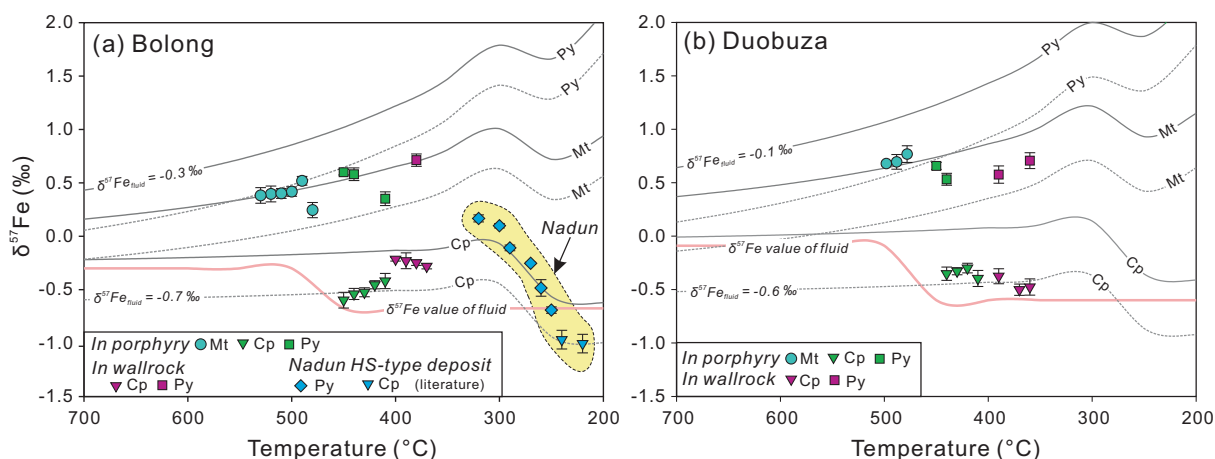 (a) Bolong
2.0
1.5
1.0
0.5
0.0
-0.5
-1.0
-1.5
δ⁵⁷Fe (‰)
Py
Py
Mt
Mt
Cp
Cp
δ⁵⁷Fe_fluid = -0.3 ‰
δ⁵⁷Fe_fluid = -0.7 ‰
δ⁵⁷Fe value of fluid
Nadun
In porphyry Mt Cp Py
In wallrock Nadun HS-type deposit
Cp Py Py Cp (literature)
700 600 500 400 300 200
Temperature (°C)
(b) Duobuza
2.0
1.5
1.0
0.5
0.0
-0.5
-1.0
-1.5
Py
Py
Mt
Mt
Cp
Cp
δ⁵⁷Fe_fluid = -0.1 ‰
δ⁵⁷Fe value of fluid
δ⁵⁷Fe_fluid = -0.6 ‰
In porphyry Mt Cp Py
In wallrock Cp Py
700 600 500 400 300 200
Temperature (°C)